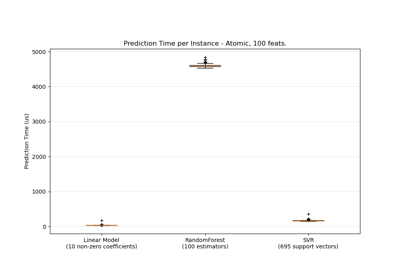 Prediction Time per Instance - Atomic, 100 feats.
5000
4000
3000
2000
1000
0
Prediction Time (us)
Linear Model
(10 non-zero coefficients)
RandomForest
(100 estimators)
SVR
(695 support vectors)